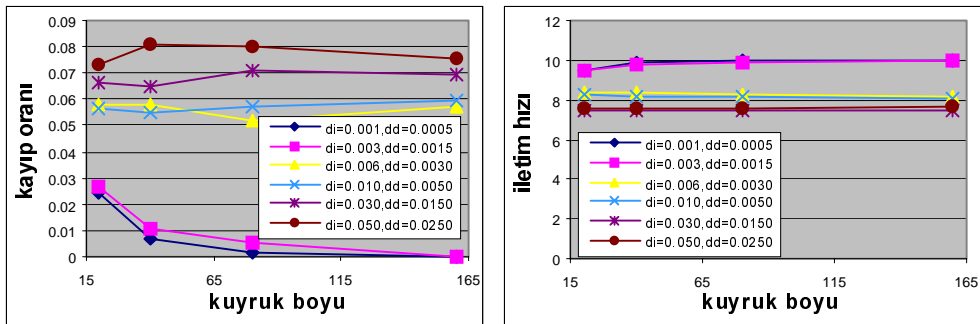 0.09
0.08
0.07
0.06
0.05
0.04
0.03
0.02
0.01
0
kayıp oranı
di=0.001,dd=0.0005
di=0.003,dd=0.0015
di=0.006,dd=0.0030
di=0.010,dd=0.0050
di=0.030,dd=0.0150
di=0.050,dd=0.0250
15 65 115 165
kuyruk boyu
12
10
8
6
4
2
0
iletim hızı
di=0.001,dd=0.0005
di=0.003,dd=0.0015
di=0.006,dd=0.0030
di=0.010,dd=0.0050
di=0.030,dd=0.0150
di=0.050,dd=0.0250
15 65 115 165
kuyruk boyu